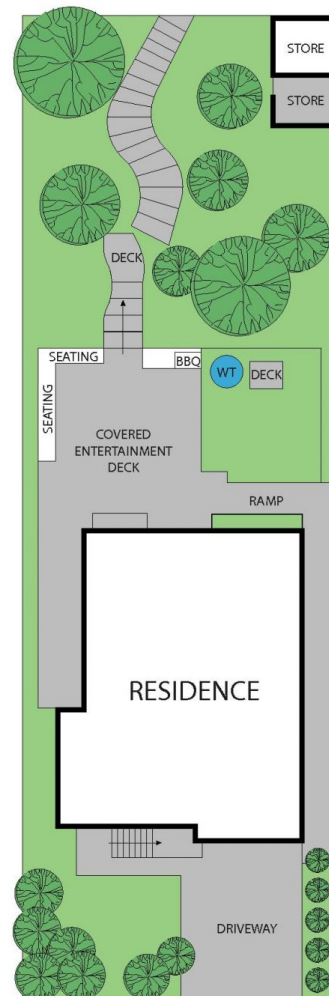 STORE
STORE
DECK
SEATING
BBQ
WT
DECK
SEATING
COVERED
ENTERTAINMENT
DECK
RAMP
RESIDENCE
DRIVEWAY